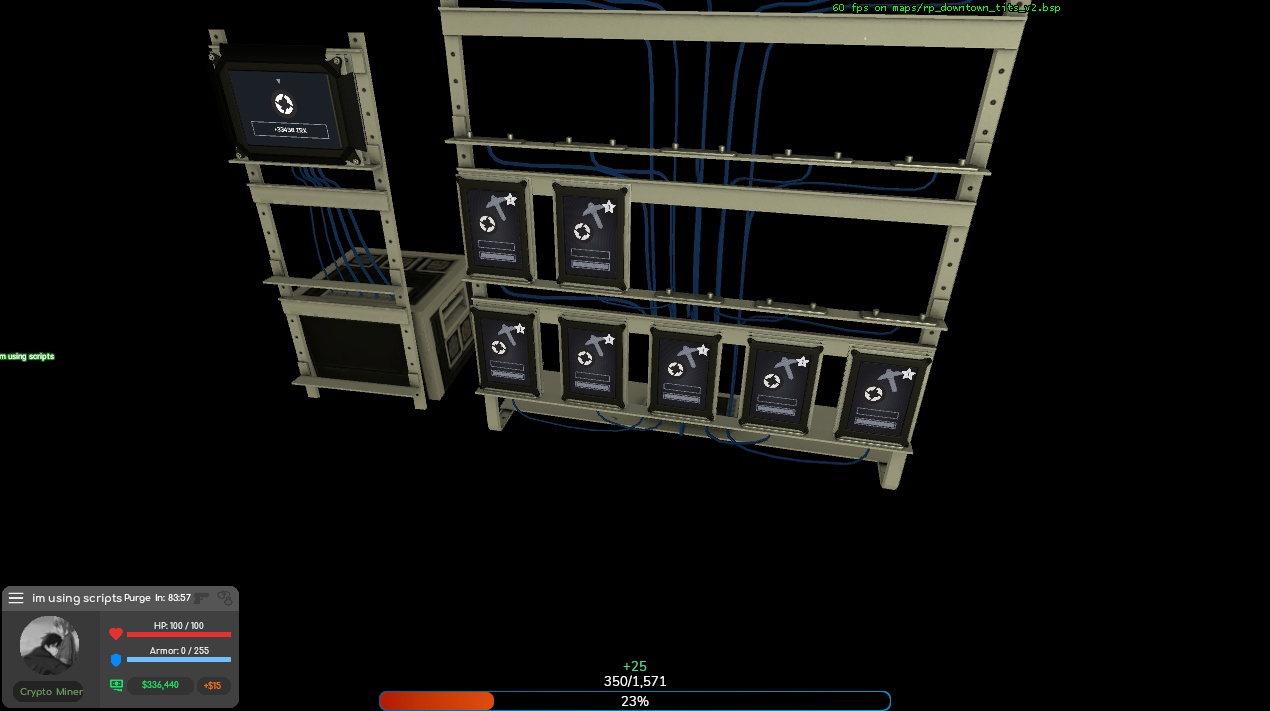 60 fps on maps/rp_downtown_tits_v2.bsp
m using scripts
im using scripts Purge In: 83:57
HP: 100 / 100
Armor: 0 / 255
$336,440
+$15
Crypto Miner
+25
350/1,571
23%